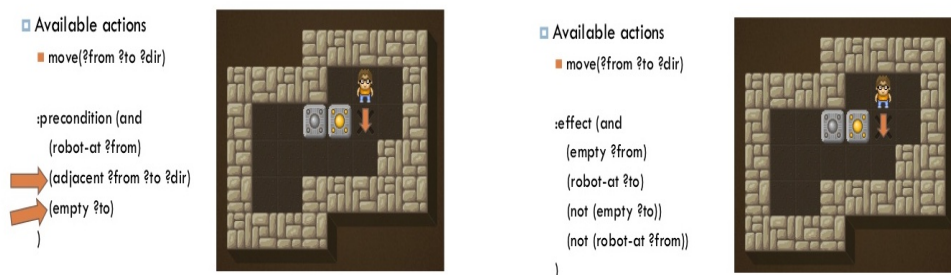 Available actions
move(?from ?to ?dir)
:precondition (and
(robot-at ?from)
(adjacent ?from ?to ?dir)
(empty ?to)
)
Available actions
move(?from ?to ?dir)
:effect (and
(empty ?from)
(robot-at ?to)
(not (empty ?to))
(not (robot-at ?from))
)